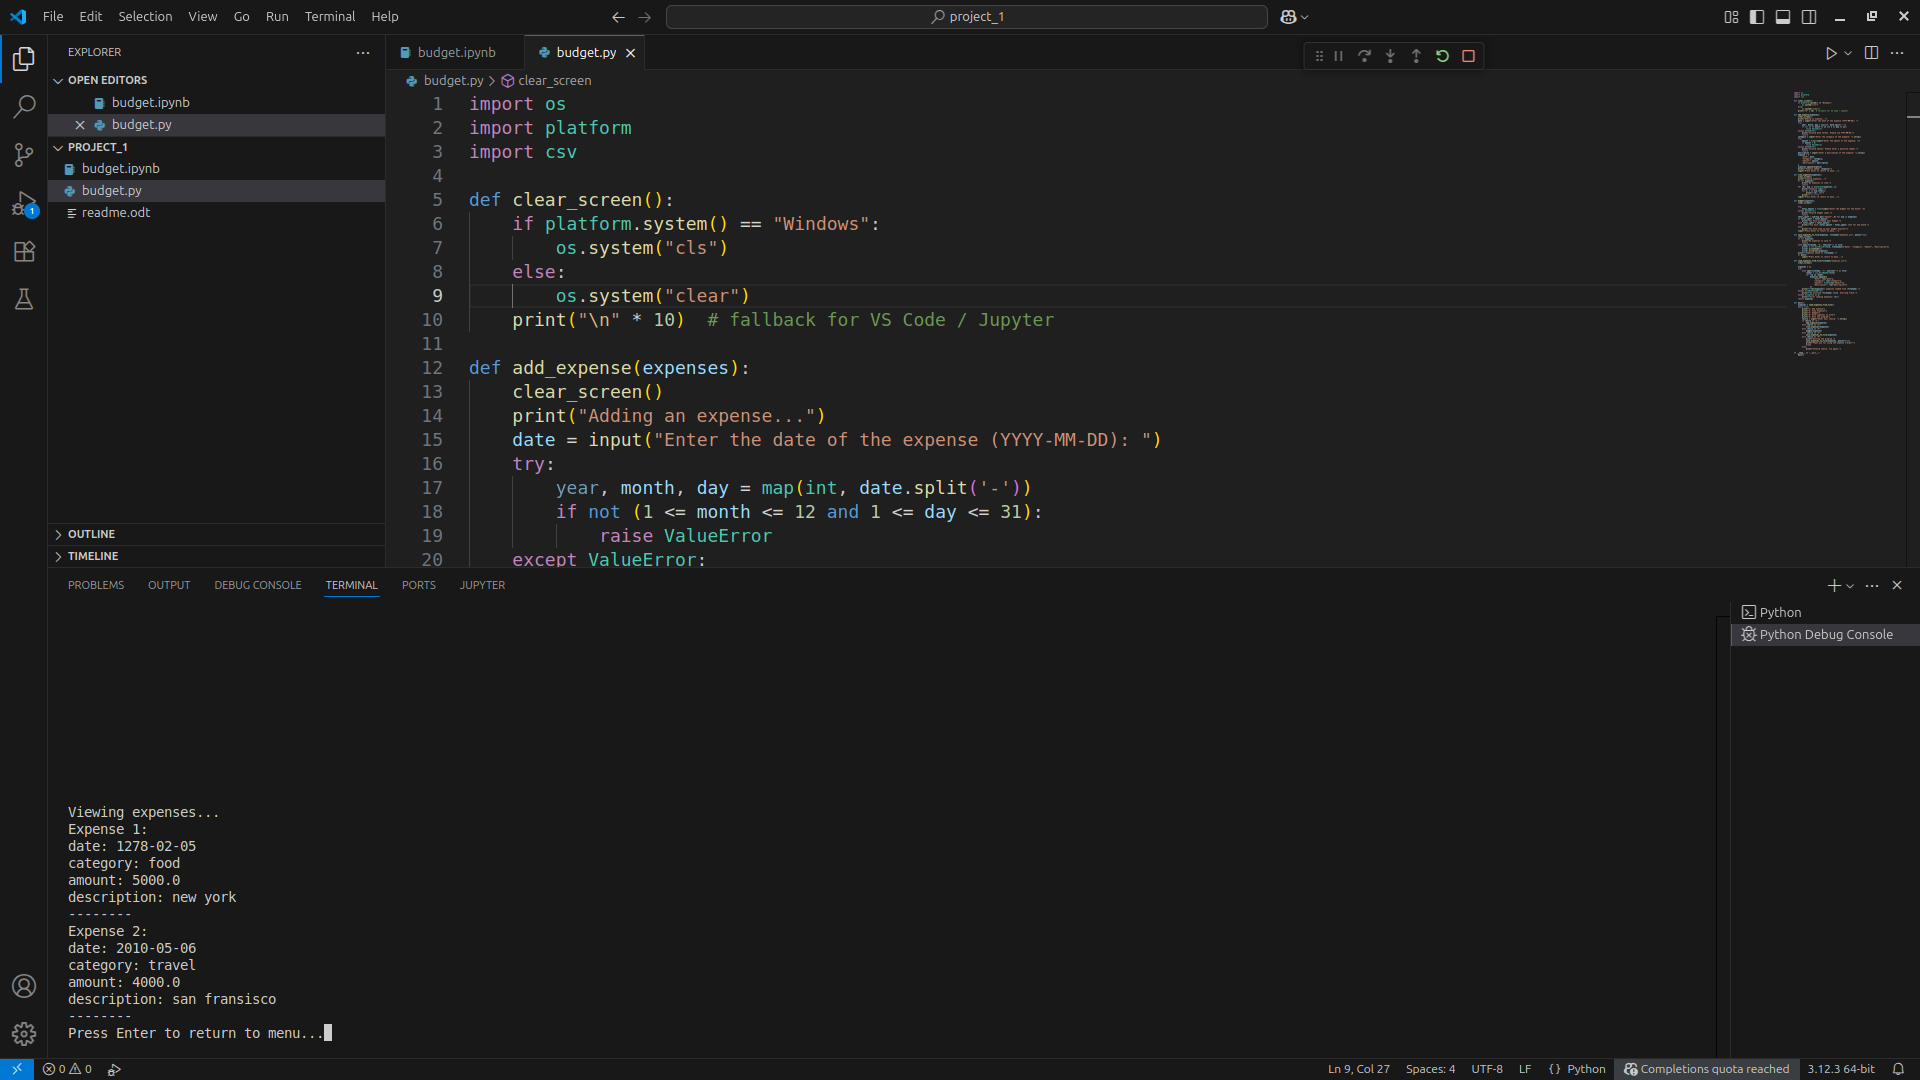 File Edit Selection View Go Run Terminal Help
project_1
EXPLORER
OPEN EDITORS
budget.ipynb
budget.py
PROJECT_1
budget.ipynb
budget.py
readme.odt
OUTLINE
TIMELINE
budget.ipynb budget.py
budget.py > clear_screen
1 import os
2 import platform
3 import csv
4
5 def clear_screen():
6 if platform.system() == "Windows":
7 os.system("cls")
8 else:
9 os.system("clear")
10 print("\n" * 10)  # fallback for VS Code / Jupyter
11
12 def add_expense(expenses):
13 clear_screen()
14 print("Adding an expense...")
15 date = input("Enter the date of the expense (YYYY-MM-DD): ")
16 try:
17 year, month, day = map(int, date.split('-'))
18 if not (1 <= month <= 12 and 1 <= day <= 31):
19 raise ValueError
20 except ValueError:
PROBLEMS OUTPUT DEBUG CONSOLE TERMINAL PORTS JUPYTER
Python
Python Debug Console
Viewing expenses...
Expense 1:
date: 1278-02-05
category: food
amount: 5000.0
description: new york
--------
Expense 2:
date: 2010-05-06
category: travel
amount: 4000.0
description: san fransisco
--------
Press Enter to return to menu...
1
0 0
Ln 9, Col 27 Spaces: 4 UTF-8 LF {} Python Completions quota reached 3.12.3 64-bit